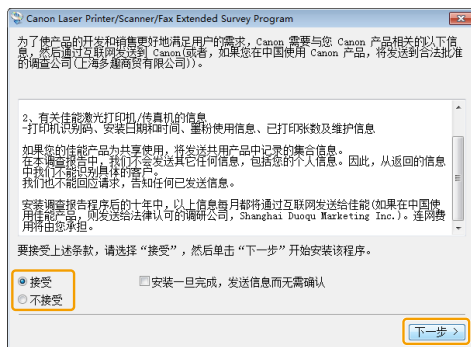 Canon Laser Printer/Scanner/Fax Extended Survey Program
为了使产品的开发和销售更好地满足用户的需求，Canon 需要与您 Canon 产品相关的以下信
息，然后通过互联网发送到 Canon(或者，如果您在中国使用 Canon 产品，将发送到合法批准
的调查公司(上海多趣商贸有限公司))。
2、有关佳能激光打印机/传真机的信息
-打印机识别码、安装日期和时间、墨粉使用信息、已打印张数及维护信息
如果您的佳能产品为共享使用，将发送共用产品中记录的集合信息。
在本调查报告中，我们不会发送其它任何信息，包括您的个人信息。因此，从返回的信息
中我们不能识别具体的客户。
我们也不能回应请求，告知任何已发送信息。
安装调查报告程序后的十年中，以上信息每月都将通过互联网发送给佳能(如果在中国使
用佳能产品，则发送给法律认可的调研公司，Shanghai Duoqu Marketing Inc.)。连网费
用将由您承担。
要接受上述条款，请选择“接受”，然后单击“下一步”开始安装该程序。
接受
安装一旦完成，发送信息而无需确认
不接受
下一步 >